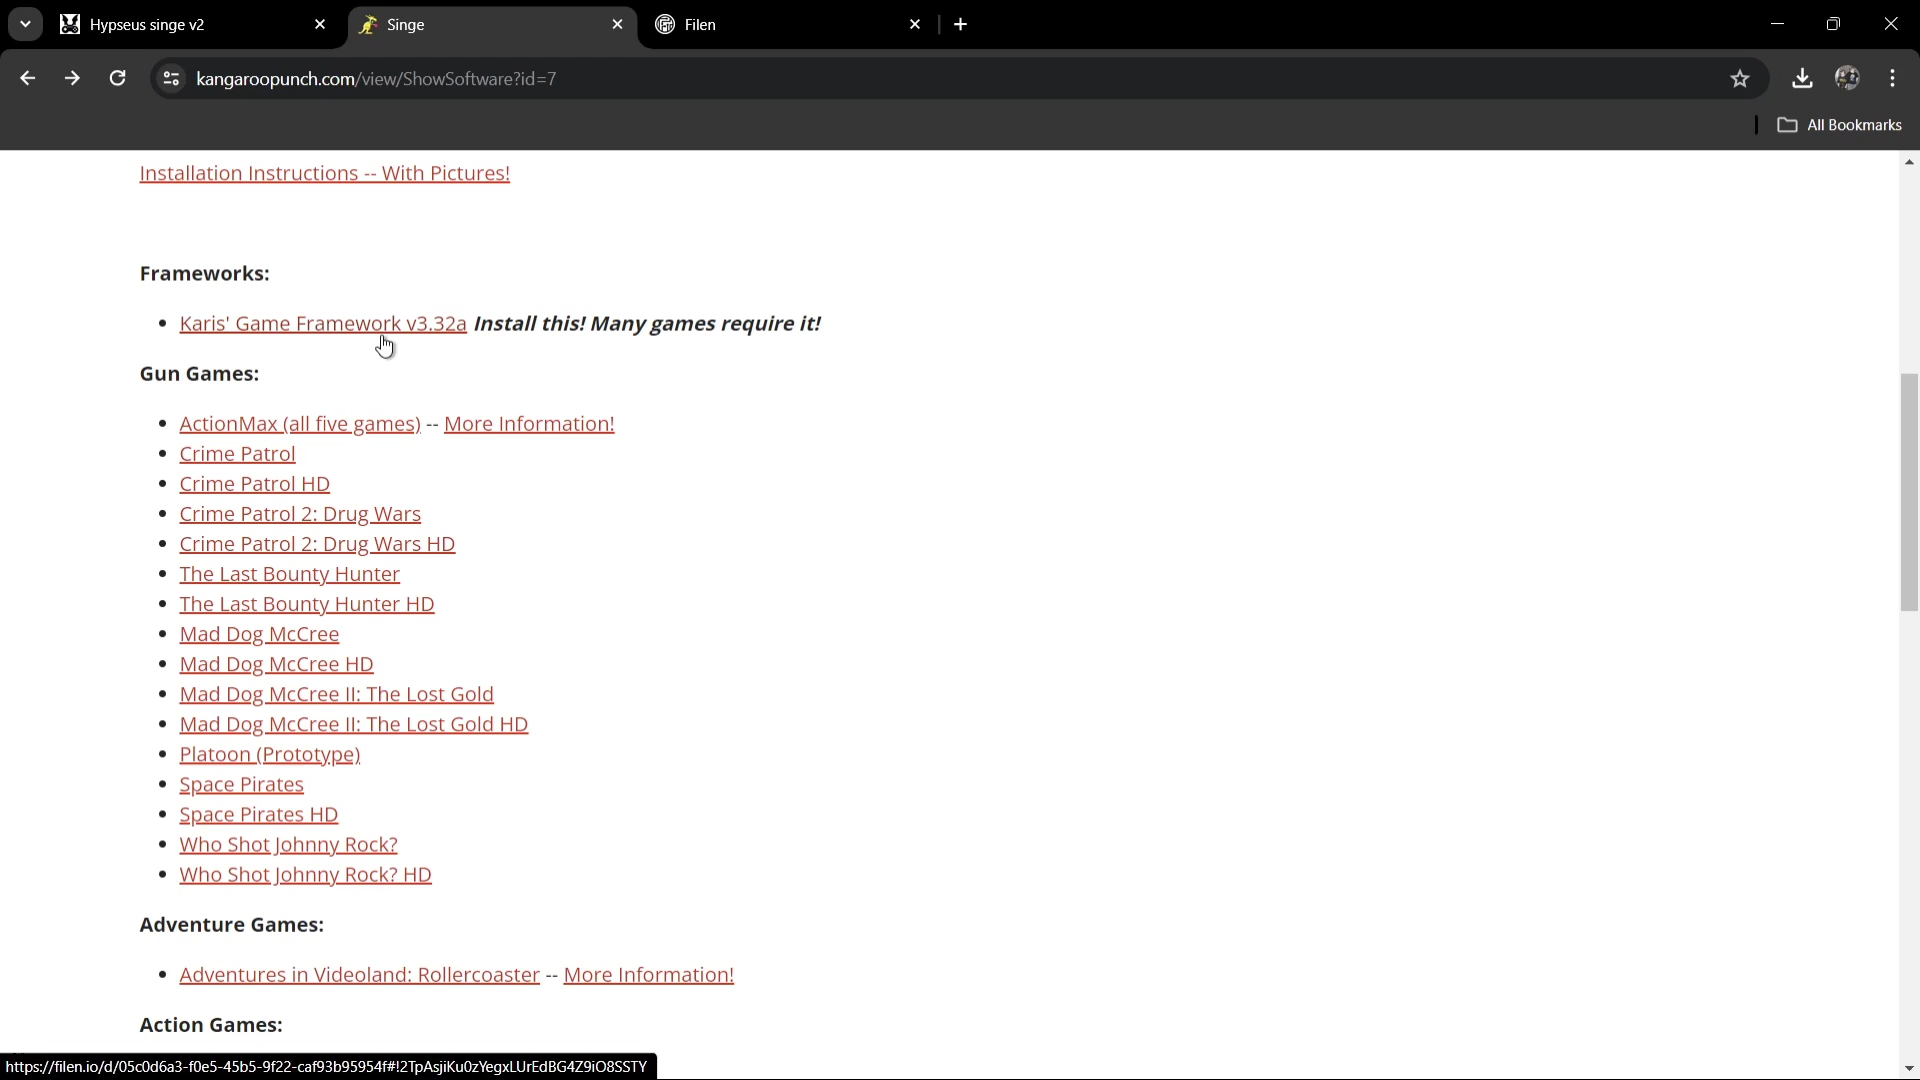 Hypseus singe v2
Singe
Filen
kangaroopunch.com/view/ShowSoftware?id=7
All Bookmarks
Installation Instructions -- With Pictures!
Frameworks:
Karis' Game Framework v3.32a Install this! Many games require it!
Gun Games:
ActionMax (all five games) -- More Information!
Crime Patrol
Crime Patrol HD
Crime Patrol 2: Drug Wars
Crime Patrol 2: Drug Wars HD
The Last Bounty Hunter
The Last Bounty Hunter HD
Mad Dog McCree
Mad Dog McCree HD
Mad Dog McCree II: The Lost Gold
Mad Dog McCree II: The Lost Gold HD
Platoon (Prototype)
Space Pirates
Space Pirates HD
Who Shot Johnny Rock?
Who Shot Johnny Rock? HD
Adventure Games:
Adventures in Videoland: Rollercoaster -- More Information!
Action Games:
https://filen.io/d/05c0d6a3-f0e5-45b5-9f22-caf93b95954f#!2TpAsjiKu0zYegxLUrEdBG4Z9iO8SSTY